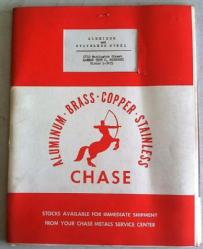 ALUMINUM
and
STAINLESS STEEL
ALUMINUM · BRASS · COPPER · STAINLESS
CHASE
STOCKS AVAILABLE FOR IMMEDIATE SHIPMENT
FROM YOUR CHASE METALS SERVICE CENTER